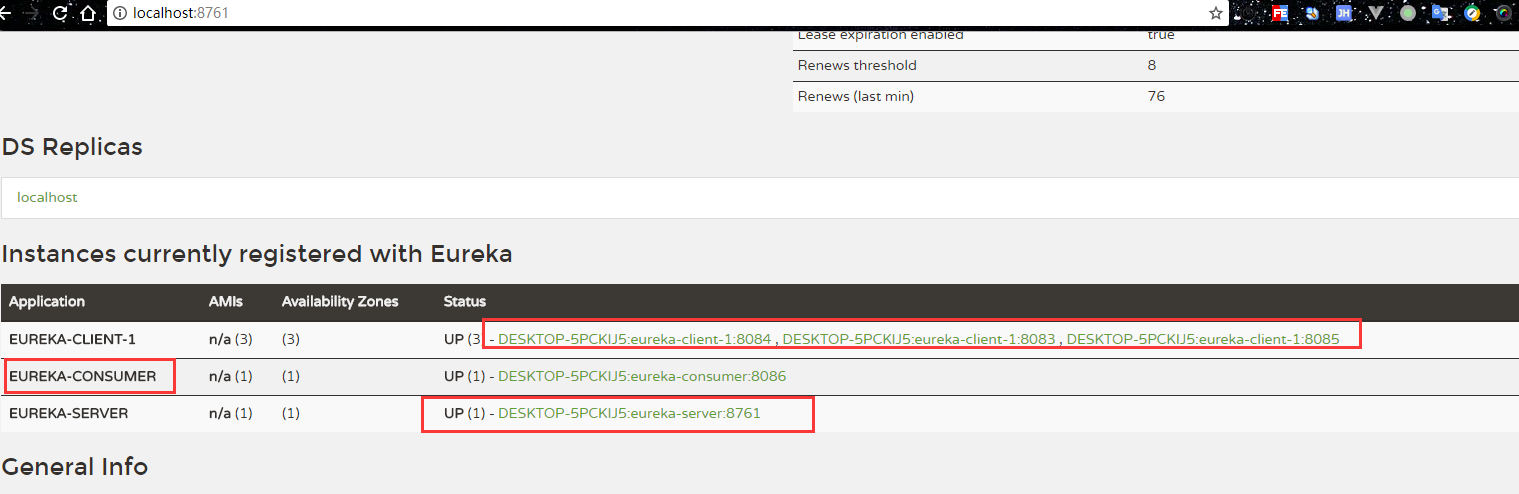 localhost:8761
Lease expiration enabled true
Renews threshold 8
Renews (last min) 76
DS Replicas
localhost
Instances currently registered with Eureka
Application AMIs Availability Zones Status
EUREKA-CLIENT-1 n/a (3) (3) UP (3 - DESKTOP-5PCKIJ5:eureka-client-1:8084 , DESKTOP-5PCKIJ5:eureka-client-1:8083 , DESKTOP-5PCKIJ5:eureka-client-1:8085
EUREKA-CONSUMER n/a (1) (1) UP (1) - DESKTOP-5PCKIJ5:eureka-consumer:8086
EUREKA-SERVER n/a (1) (1) UP (1) - DESKTOP-5PCKIJ5:eureka-server:8761
General Info